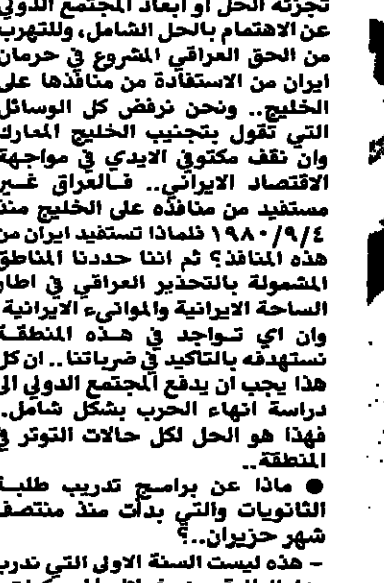 تجزئة الحل او ابعاد المجتمع الدولي
عن الاهتمام بالحل الشامل، وللتهرب
من الحق العراقي المشروع في حرمان
ايران من الاستفادة من منافذها على
الخليج.. ونحن نرفض كل الوسائل
التي تقول بتجنيب الخليج المعارك
وان نقف مكتوفي الايدي في مواجهة
الاقتصاد الايراني.. فالعراق غير
مستفيد من منافذه على الخليج منذ
١٩٨٠/٩/٤ فلماذا تستفيد ايران من
هذه المنافذ؟ ثم اننا حددنا المناطق
المشمولة بالتحذير العراقي في اطار
الساحة الايرانية والموانيء الايرانية
وان اي تواجد في هذه المنطقة
نستهدفه بالتاكيد في ضرباتنا.. ان كل
هذا يجب ان يدفع المجتمع الدولي الى
دراسة انهاء الحرب بشكل شامل.
فهذا هو الحل لكل حالات التوتر في
المنطقة..
● ماذا عن برامج تدريب طلبة
الثانويات والتي بدأت منذ منتصف
شهر حزيران..؟
– هذه ليست السنة الاولى التي ندرب